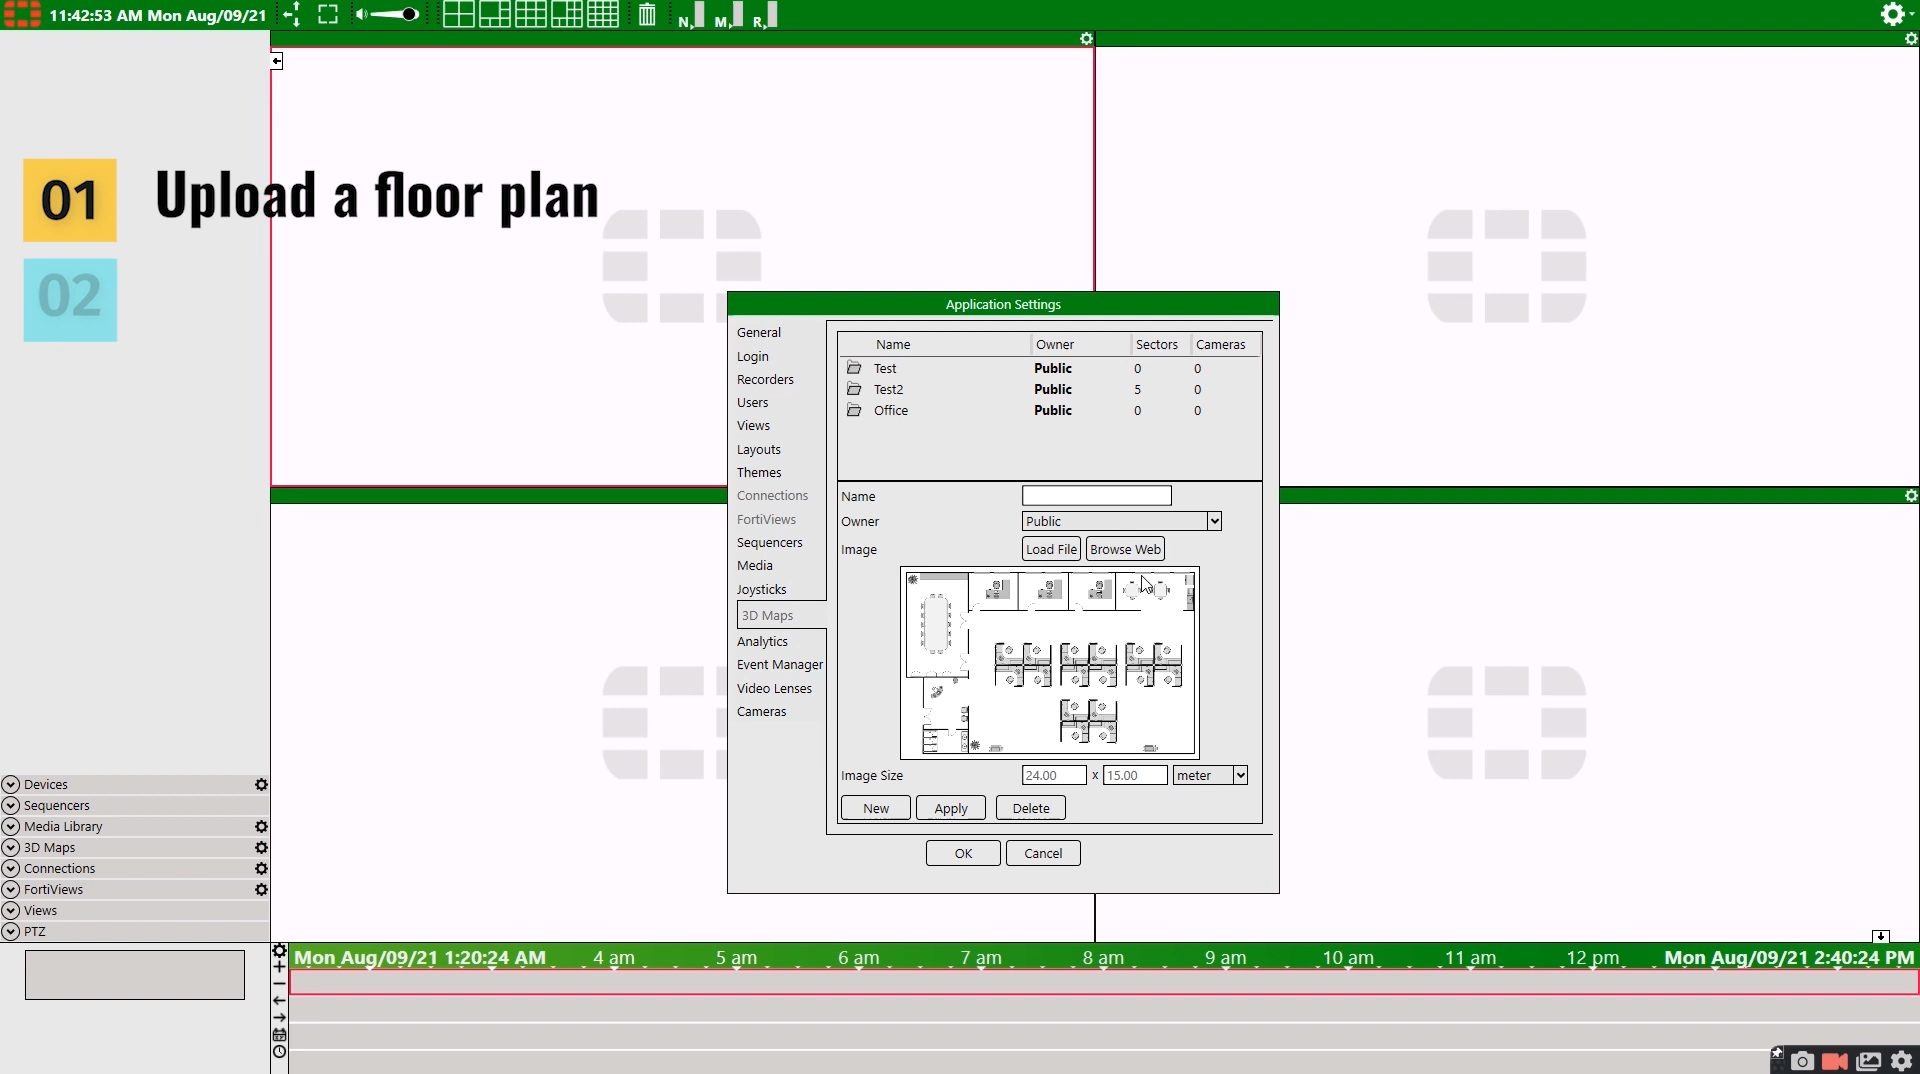 11:42:53 AM Mon Aug/09/21
N M R
01 Upload a floor plan
02
Application Settings
General
Login
Recorders
Users
Views
Layouts
Themes
Connections
FortiViews
Sequencers
Media
Joysticks
3D Maps
Analytics
Event Manager
Video Lenses
Cameras
Name Owner Sectors Cameras
Test Public 0 0
Test2 Public 5 0
Office Public 0 0
Name
Owner Public
Image Load File Browse Web
Image Size 24.00 x 15.00 meter
New Apply Delete
OK Cancel
Devices
Sequencers
Media Library
3D Maps
Connections
FortiViews
Views
PTZ
Mon Aug/09/21 1:20:24 AM 4 am 5 am 6 am 7 am 8 am 9 am 10 am 11 am 12 pm Mon Aug/09/21 2:40:24 PM